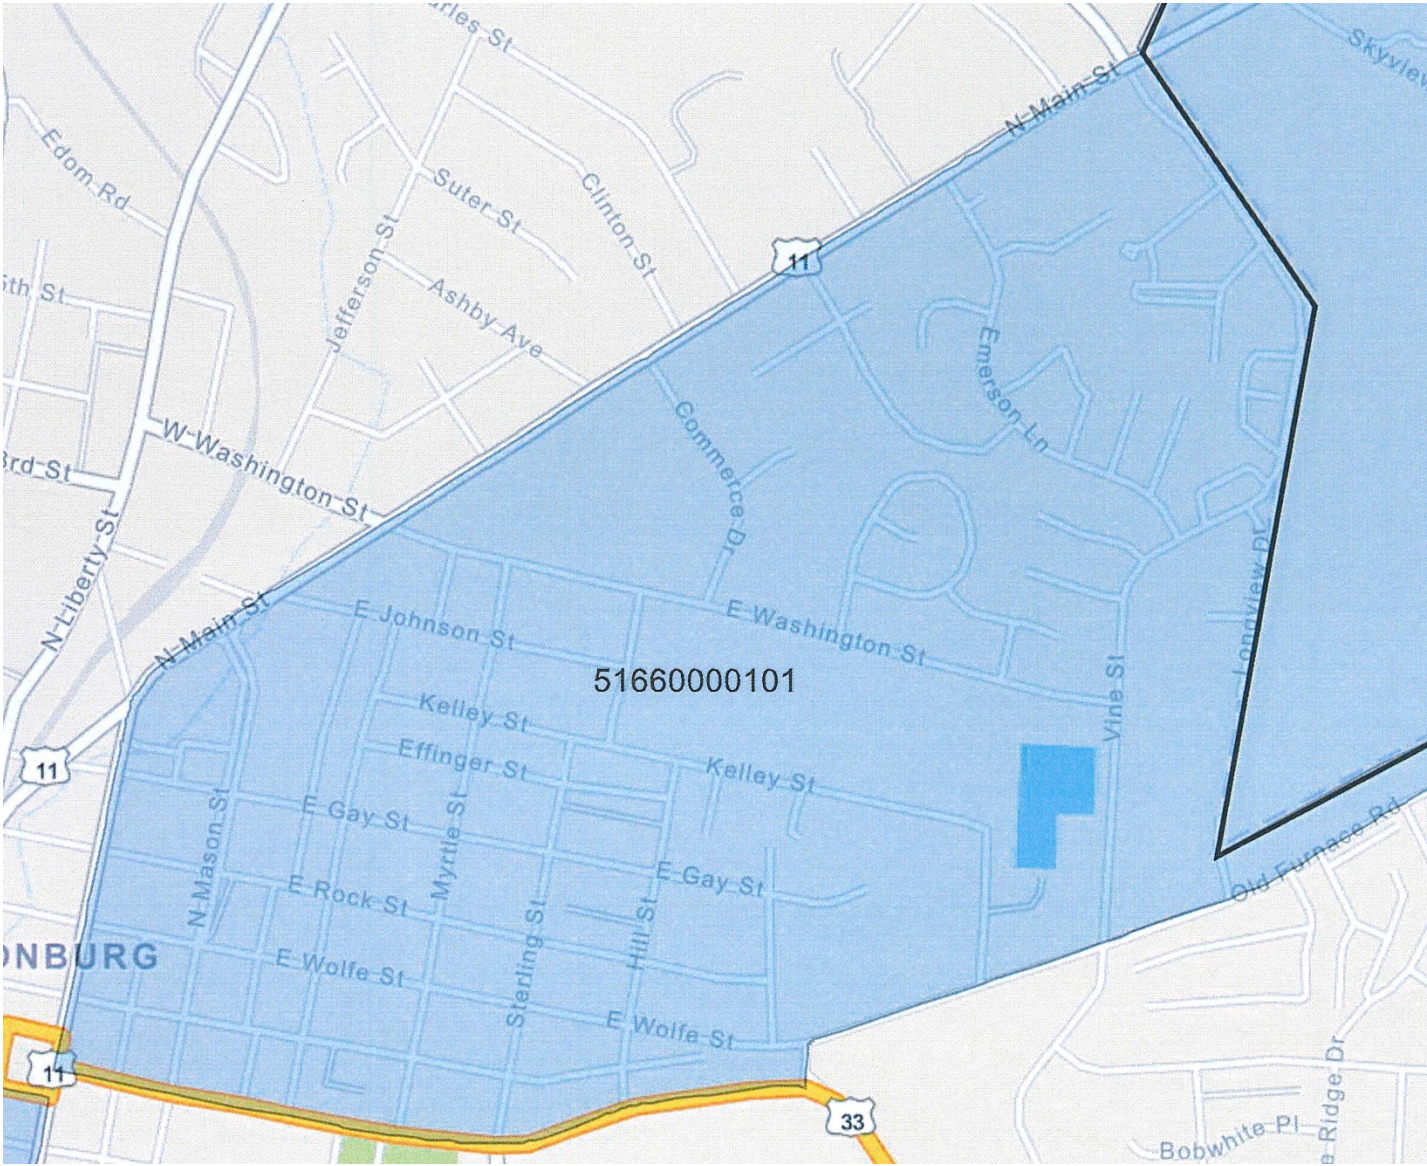 N Main St
Edom Rd
Suter St
Clinton St
Jefferson St
11
5th St
Ashby Ave
Emerson Ln
Commerce Dr
W Washington St
3rd St
N Liberty St
N Main St
E Johnson St
E Washington St
Longview Dr
51660000101
Vine St
Kelley St
Effinger St
Kelley St
11
E Gay St
N Mason St
Myrtle St
E Gay St
Old Furnace Rd
E Rock St
Sterling St
Hill St
ONBURG
E Wolfe St
E Wolfe St
11
33
Bobwhite Pl
e Ridge Dr